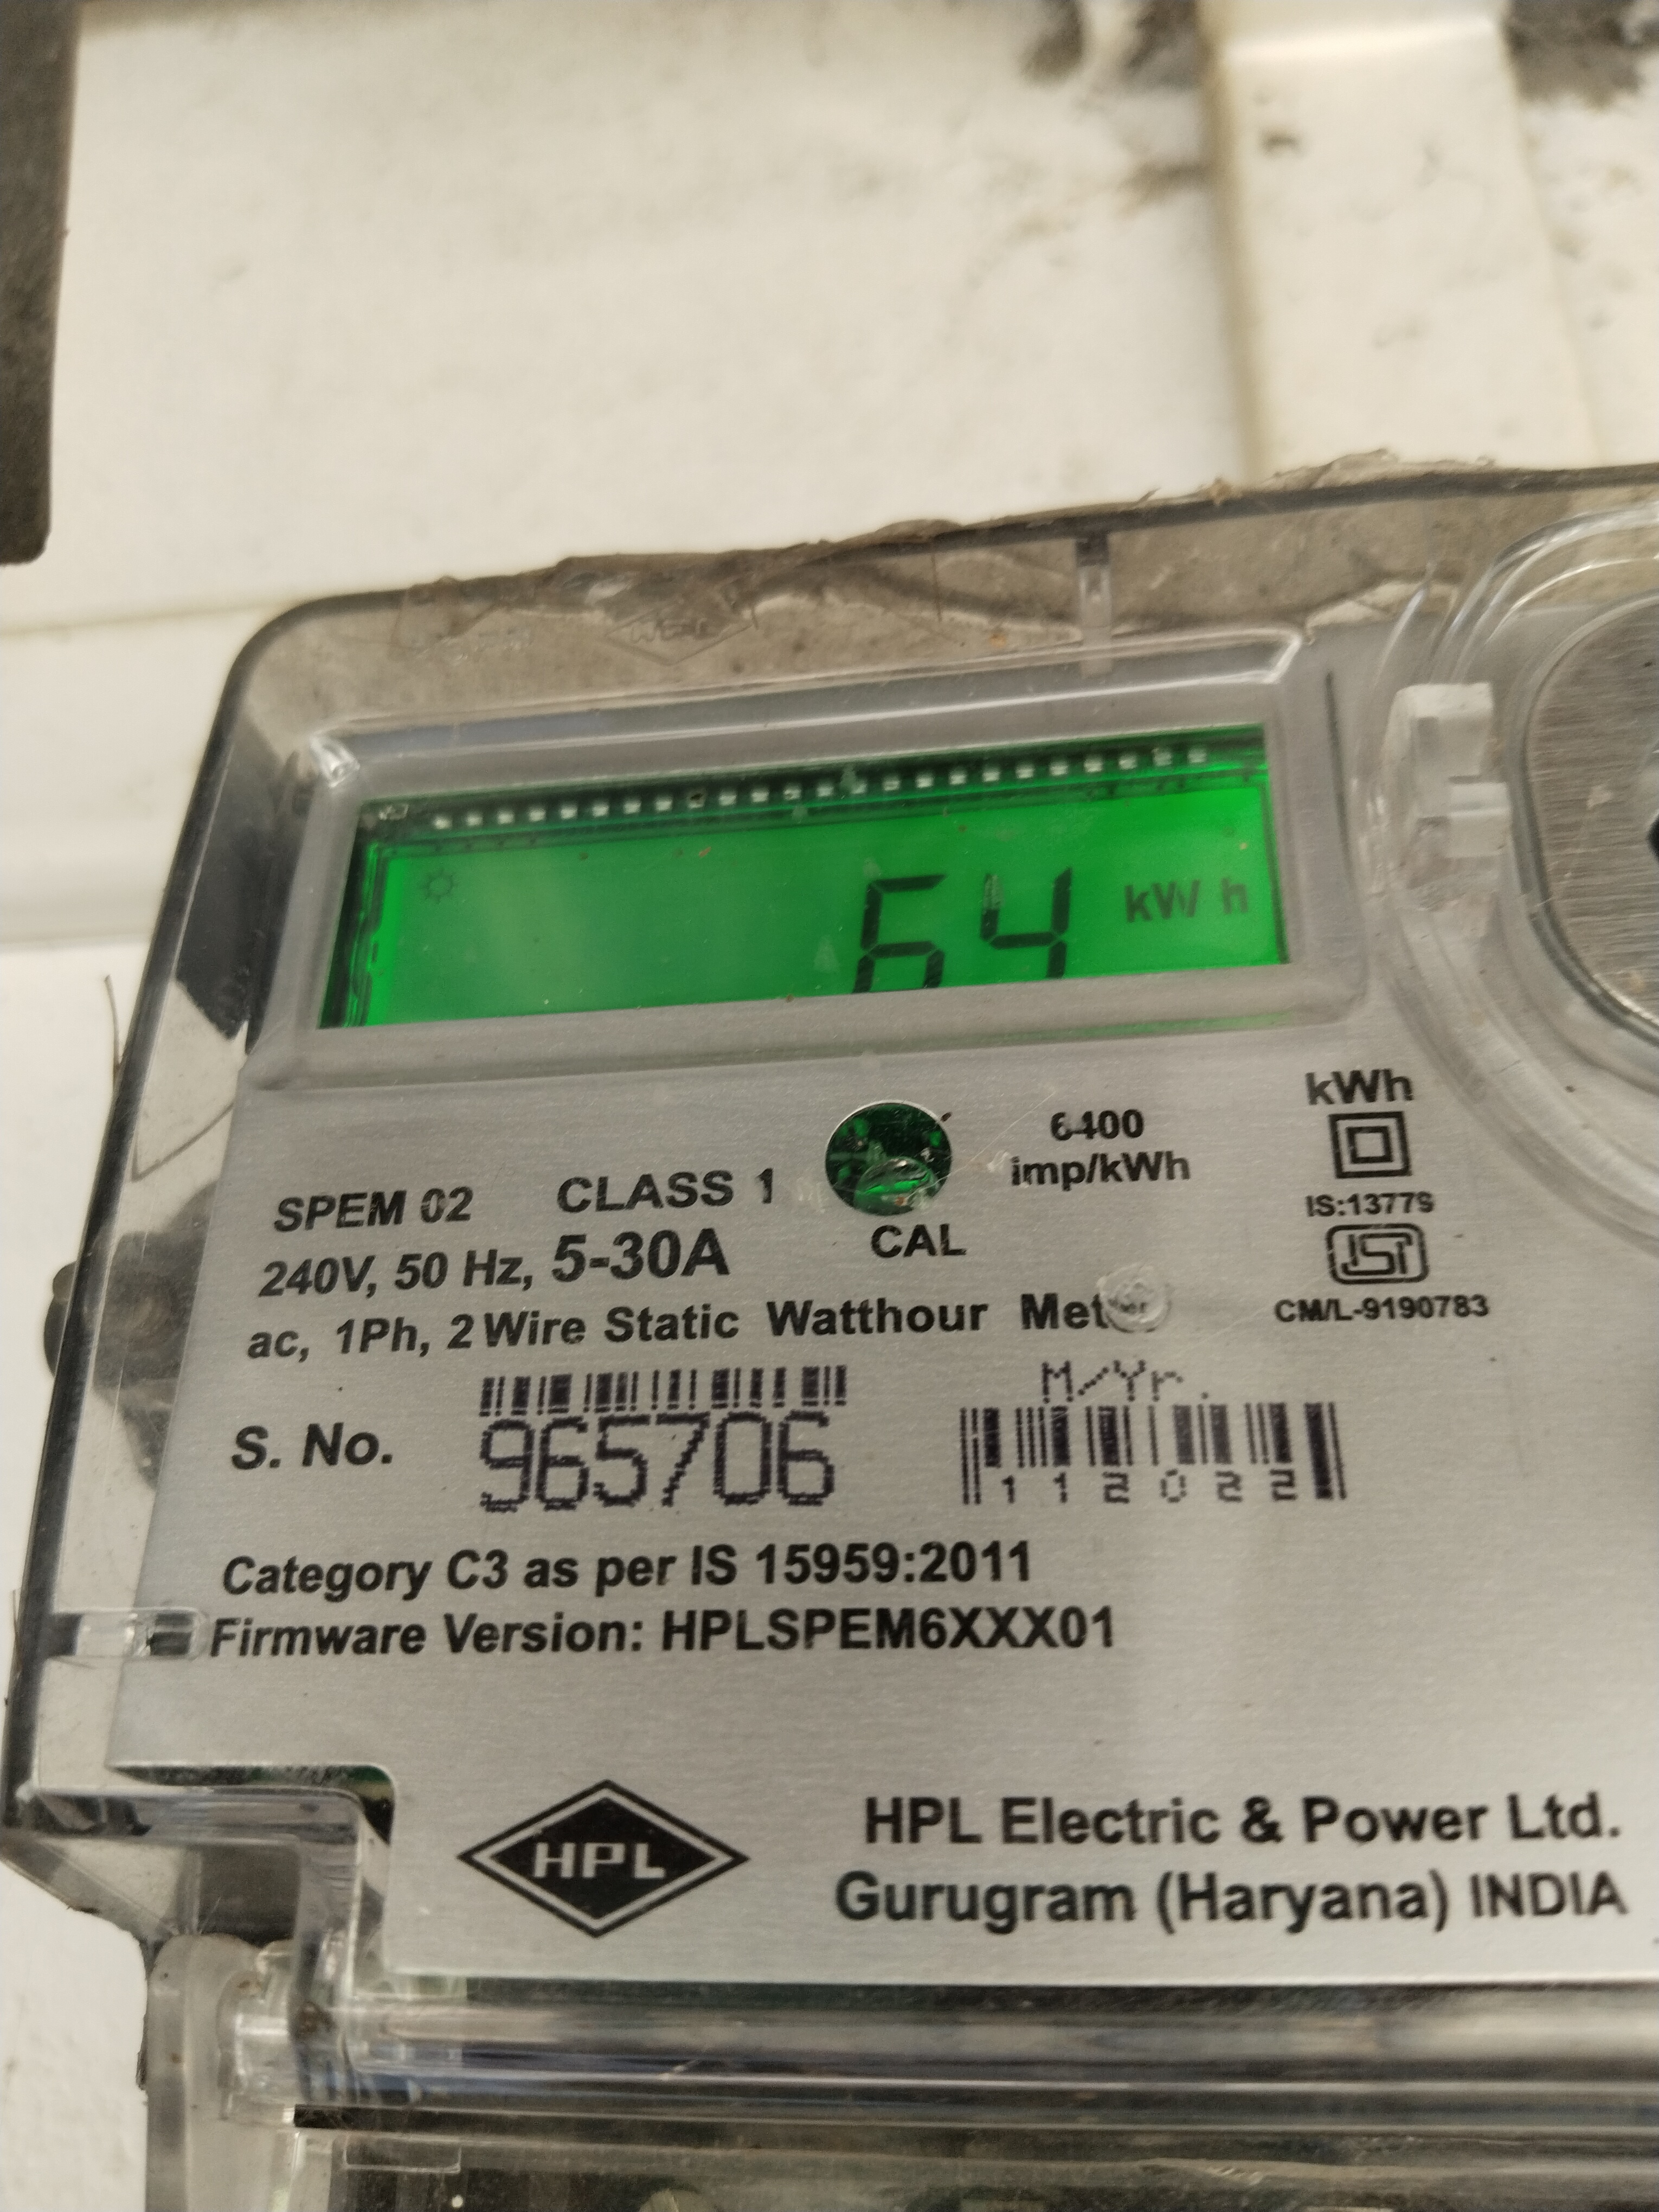 64 kWh
kWh
6400
imp/kWh
SPEM 02 CLASS 1
IS:13779
240V, 50 Hz, 5-30A
CAL
ac, 1Ph, 2 Wire Static Watthour Meter
CM/L-9190783
M/Yr.
S. No. 965706
112022
Category C3 as per IS 15959:2011
Firmware Version: HPLSPEM6XXX01
HPL
HPL Electric & Power Ltd.
Gurugram (Haryana) INDIA